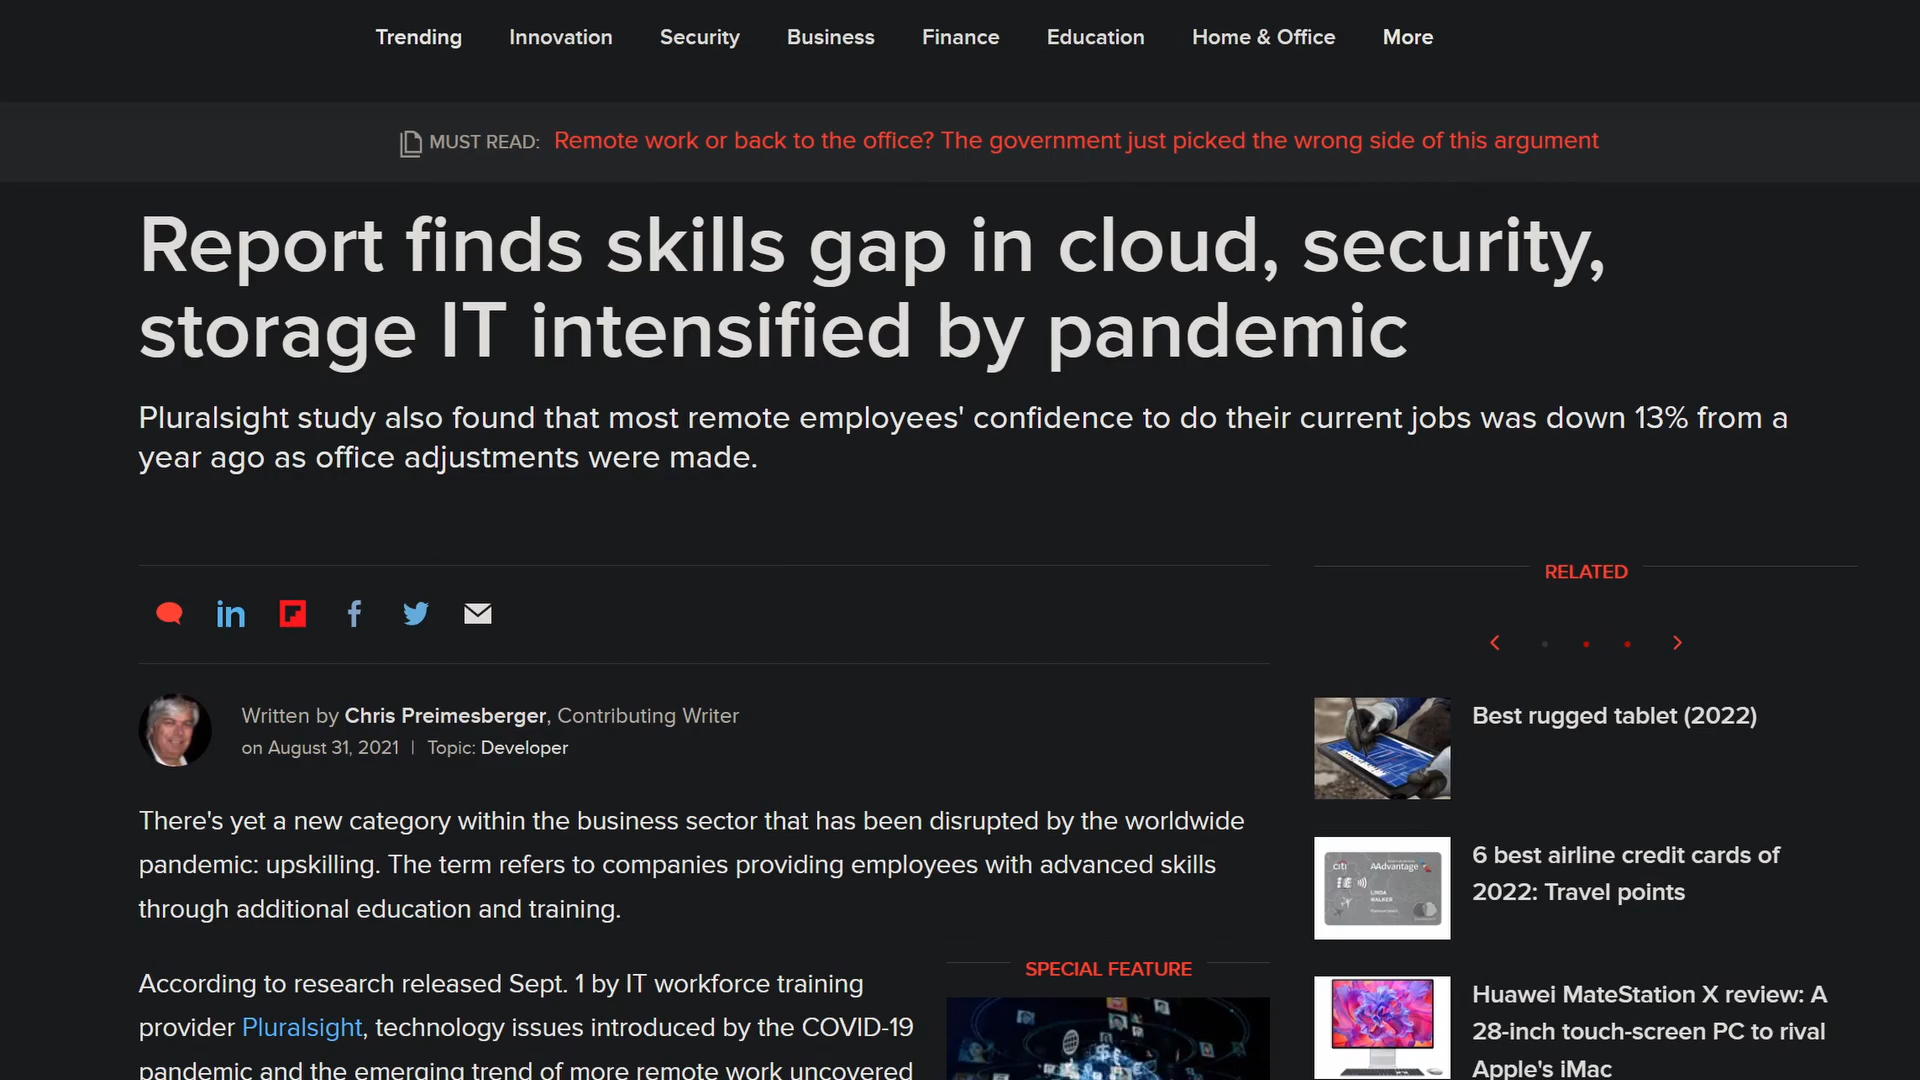 Trending Innovation Security Business Finance Education Home & Office More
MUST READ: Remote work or back to the office? The government just picked the wrong side of this argument
Report finds skills gap in cloud, security,
storage IT intensified by pandemic
Pluralsight study also found that most remote employees' confidence to do their current jobs was down 13% from a
year ago as office adjustments were made.
Written by Chris Preimesberger, Contributing Writer
on August 31, 2021 | Topic: Developer
There's yet a new category within the business sector that has been disrupted by the worldwide
pandemic: upskilling. The term refers to companies providing employees with advanced skills
through additional education and training.
According to research released Sept. 1 by IT workforce training
provider Pluralsight, technology issues introduced by the COVID-19
pandemic and the emerging trend of more remote work uncovered
SPECIAL FEATURE
RELATED
Best rugged tablet (2022)
citi AAdvantage
LINDA
WALKER
6 best airline credit cards of
2022: Travel points
Huawei MateStation X review: A
28-inch touch-screen PC to rival
Apple's iMac